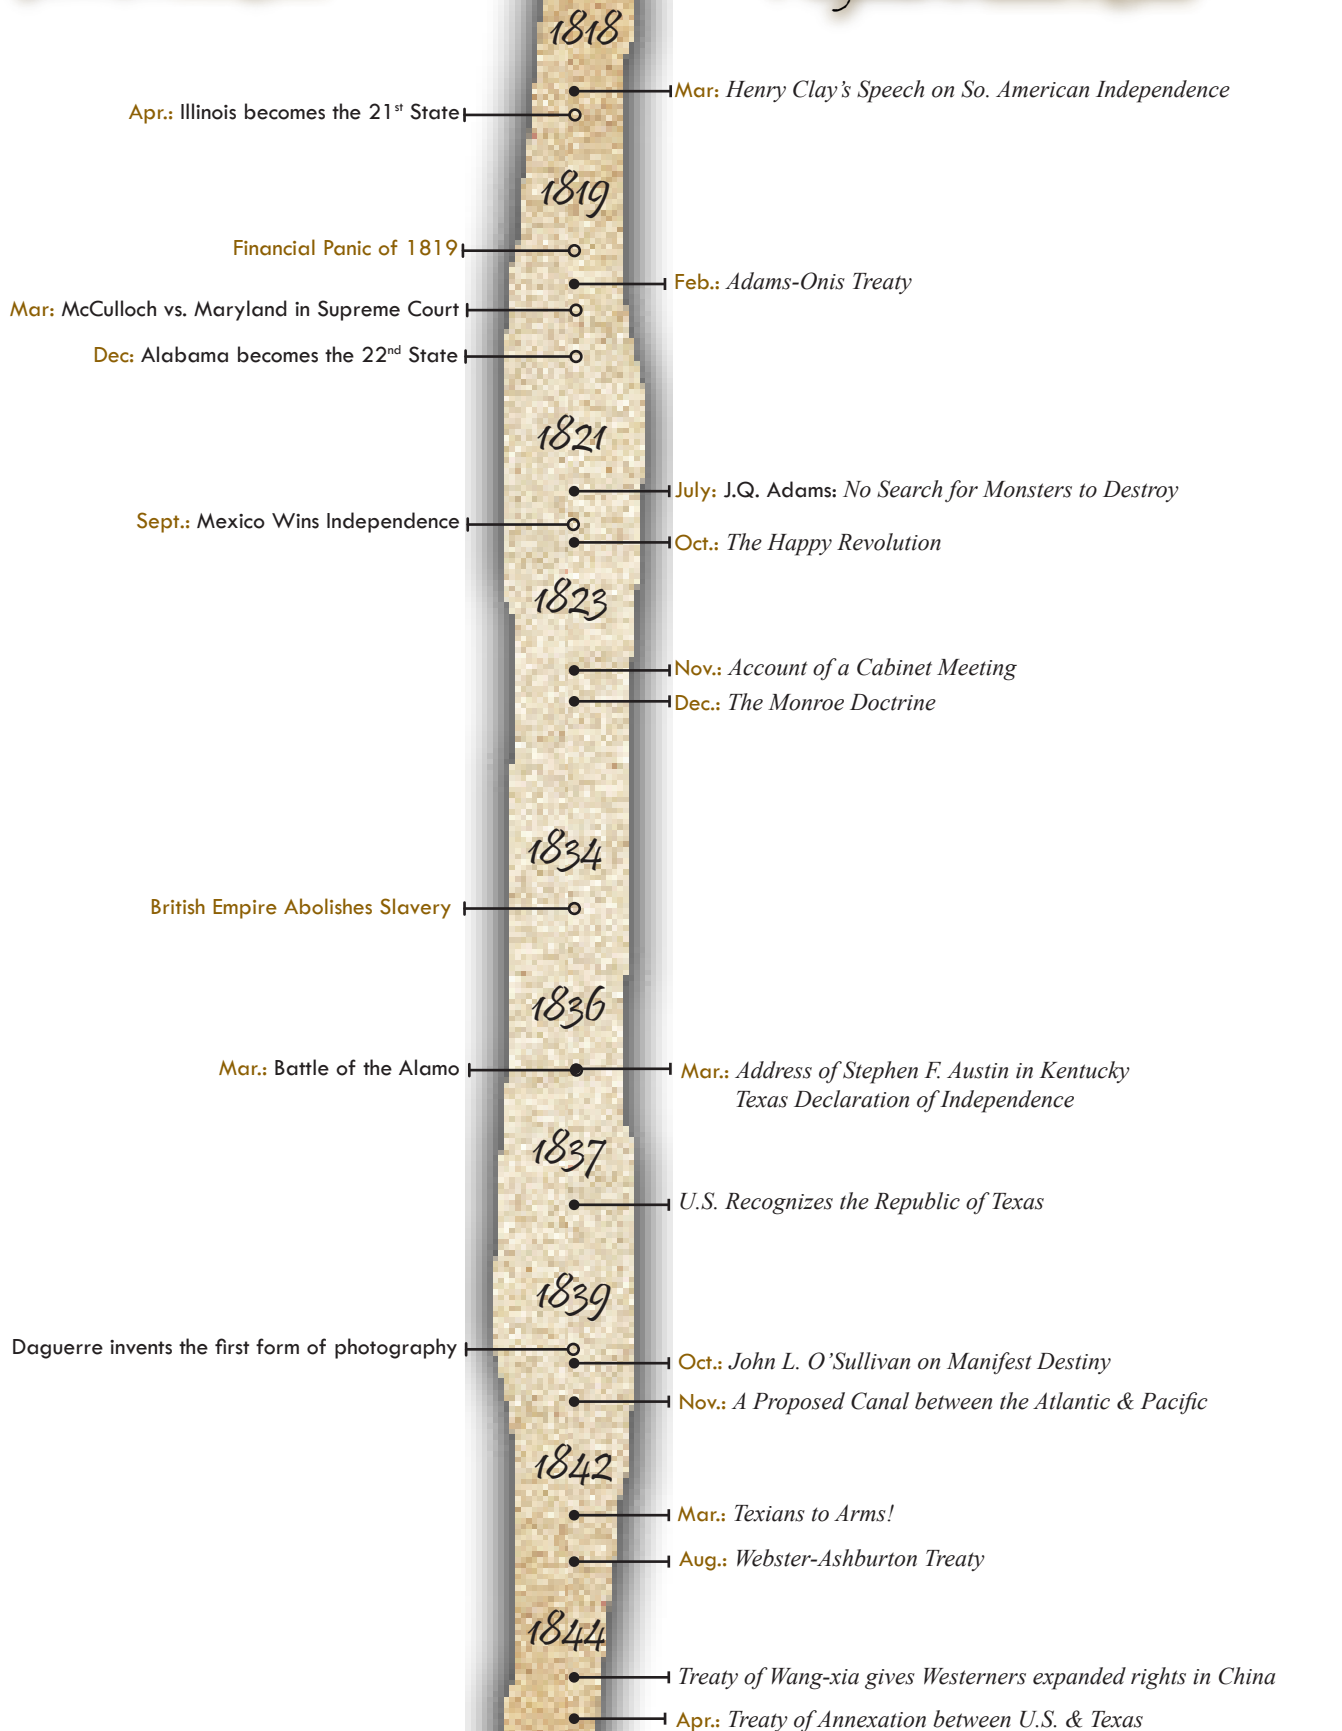 1818
Mar: Henry Clay's Speech on So. American Independence
Apr.: Illinois becomes the 21st State
1819
Financial Panic of 1819
Feb.: Adams-Onis Treaty
Mar: McCulloch vs. Maryland in Supreme Court
Dec: Alabama becomes the 22nd State
1821
July: J.Q. Adams: No Search for Monsters to Destroy
Sept.: Mexico Wins Independence
Oct.: The Happy Revolution
1823
Nov.: Account of a Cabinet Meeting
Dec.: The Monroe Doctrine
1834
British Empire Abolishes Slavery
1836
Mar.: Battle of the Alamo
Mar.: Address of Stephen F. Austin in Kentucky
Texas Declaration of Independence
1837
U.S. Recognizes the Republic of Texas
1839
Daguerre invents the first form of photography
Oct.: John L. O'Sullivan on Manifest Destiny
Nov.: A Proposed Canal between the Atlantic & Pacific
1842
Mar.: Texians to Arms!
Aug.: Webster-Ashburton Treaty
1844
Treaty of Wang-xia gives Westerners expanded rights in China
Apr.: Treaty of Annexation between U.S. & Texas